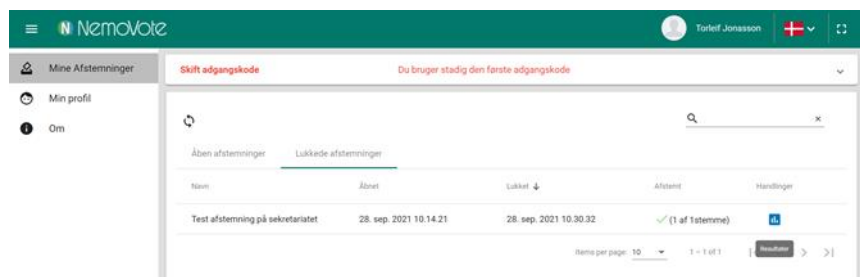 NemoVote
Torleif Jonasson
Mine Afstemninger
Skift adgangskode
Du bruger stadig den første adgangskode
Min profil
Om
Åben afstemninger
Lukkede afstemninger
Navn
Åbnet
Lukket
Afstemt
Handlinger
Test afstemning på sekretariatet
28. sep. 2021 10.14.21
28. sep. 2021 10.30.32
(1 af 1stemme)
Items per page: 10
1 – 1 of 1
Resultater